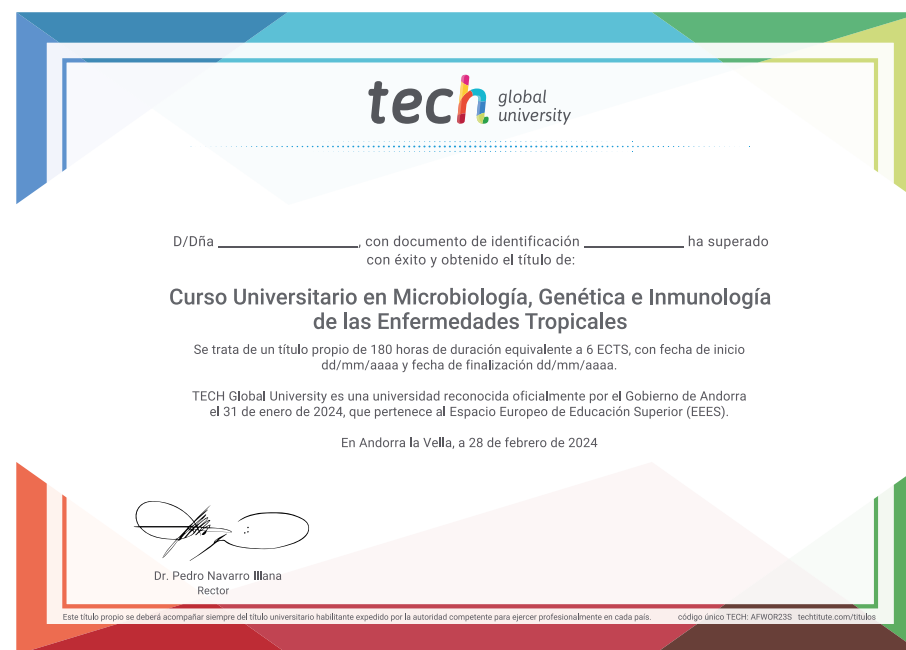 tech global university
D/Dña ______________, con documento de identificación __________ ha superado
con éxito y obtenido el título de:
Curso Universitario en Microbiología, Genética e Inmunología
de las Enfermedades Tropicales
Se trata de un título propio de 180 horas de duración equivalente a 6 ECTS, con fecha de inicio
dd/mm/aaaa y fecha de finalización dd/mm/aaaa.
TECH Global University es una universidad reconocida oficialmente por el Gobierno de Andorra
el 31 de enero de 2024, que pertenece al Espacio Europeo de Educación Superior (EEES).
En Andorra la Vella, a 28 de febrero de 2024
Dr. Pedro Navarro Illana
Rector
Este título propio se deberá acompañar siempre del título universitario habilitante expedido por la autoridad competente para ejercer profesionalmente en cada país. código único TECH: AFWOR23S techtitute.com/titulos